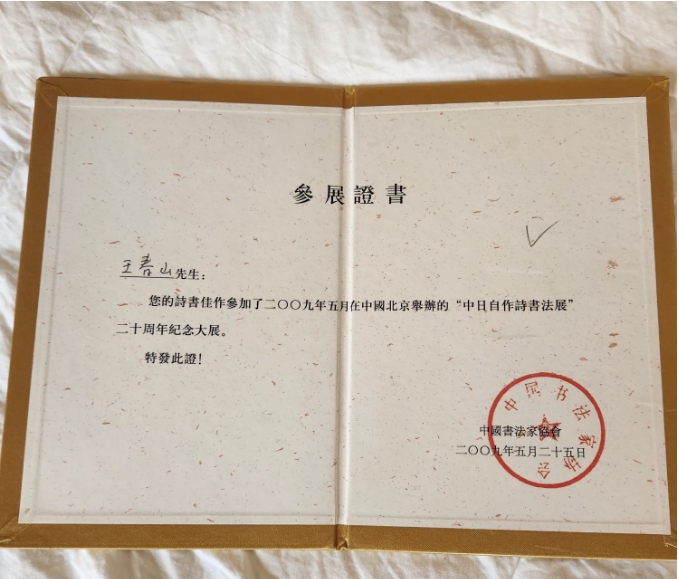 參展證書
王春山先生：
您的詩書佳作參加了二〇〇九年五月在中國北京舉辦的“中日自作詩書法展”
二十周年紀念大展。
特發此證！
中國書法家協會
二〇〇九年五月二十五日